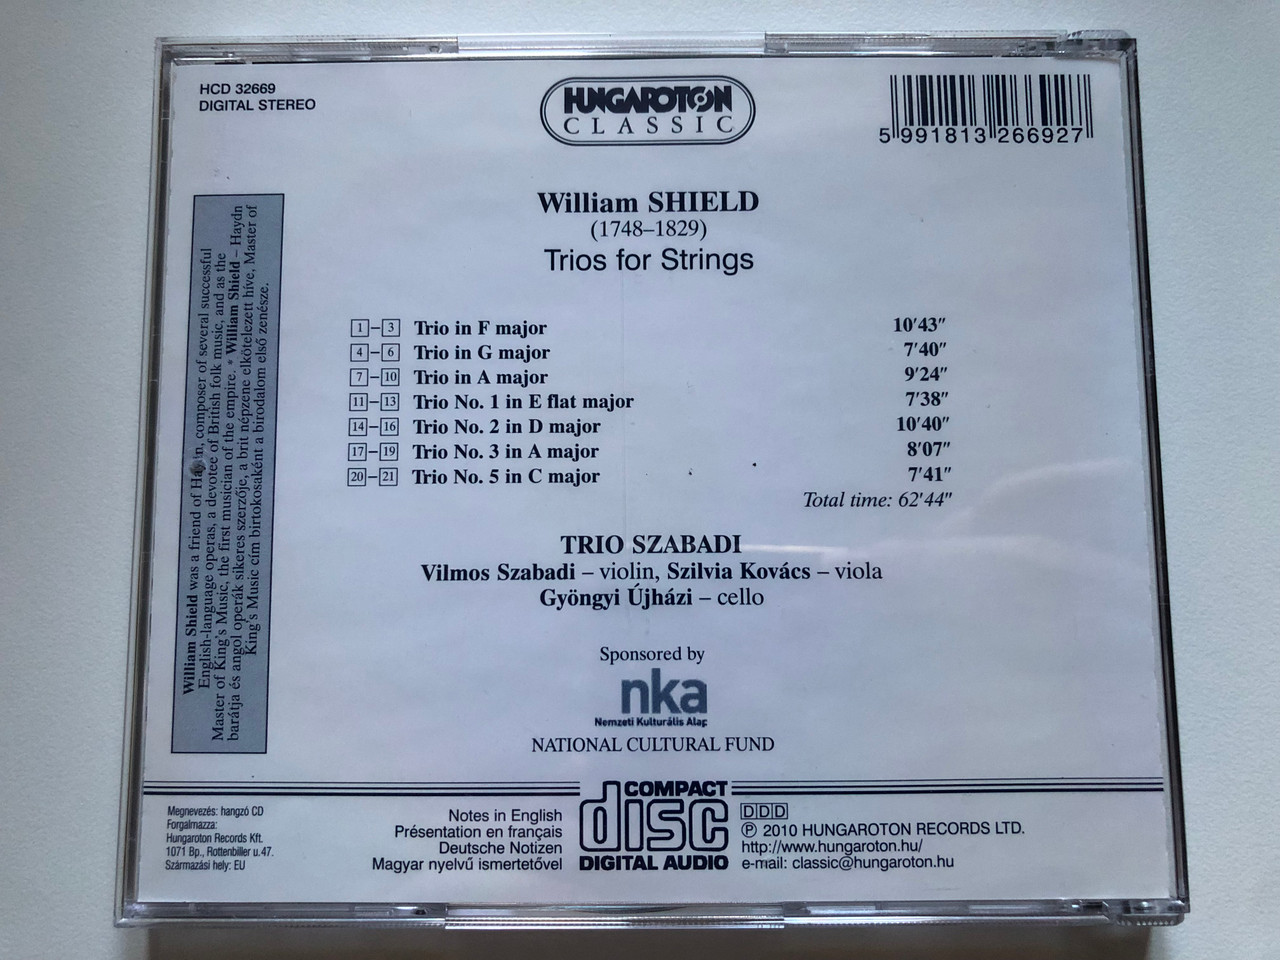 HCD 32669
DIGITAL STEREO
HUNGAROTON
CLASSIC
5 991813 266927
William SHIELD
(1748–1829)
Trios for Strings
1–3 Trio in F major 10′43″
4–6 Trio in G major 7′40″
7–10 Trio in A major 9′24″
11–13 Trio No. 1 in E flat major 7′38″
14–16 Trio No. 2 in D major 10′40″
17–19 Trio No. 3 in A major 8′07″
20–21 Trio No. 5 in C major 7′41″
Total time: 62′44″
TRIO SZABADI
Vilmos Szabadi – violin, Szilvia Kovács – viola
Gyöngyi Újházi – cello
Sponsored by
nka
Nemzeti Kulturális Alap
NATIONAL CULTURAL FUND
William Shield was a friend of Haydn, composer of several successful
English-language operas, a devotee of British folk music, and as the
Master of King's Music, the first musician of the empire. * William Shield – Haydn
barátja és angol operák sikeres szerzője, a brit népzene elkötelezett híve, Master of
King's Music cím birtokosaként a birodalom első zenésze.
Megnevezés: hangzó CD
Forgalmazza:
Hungaroton Records Kft.
1071 Bp., Rottenbiller u. 47.
Származási hely: EU
Notes in English
Présentation en français
Deutsche Notizen
Magyar nyelvű ismertetővel
COMPACT
disc
DIGITAL AUDIO
DDD
℗ 2010 HUNGAROTON RECORDS LTD.
http://www.hungaroton.hu/
e-mail: classic@hungaroton.hu